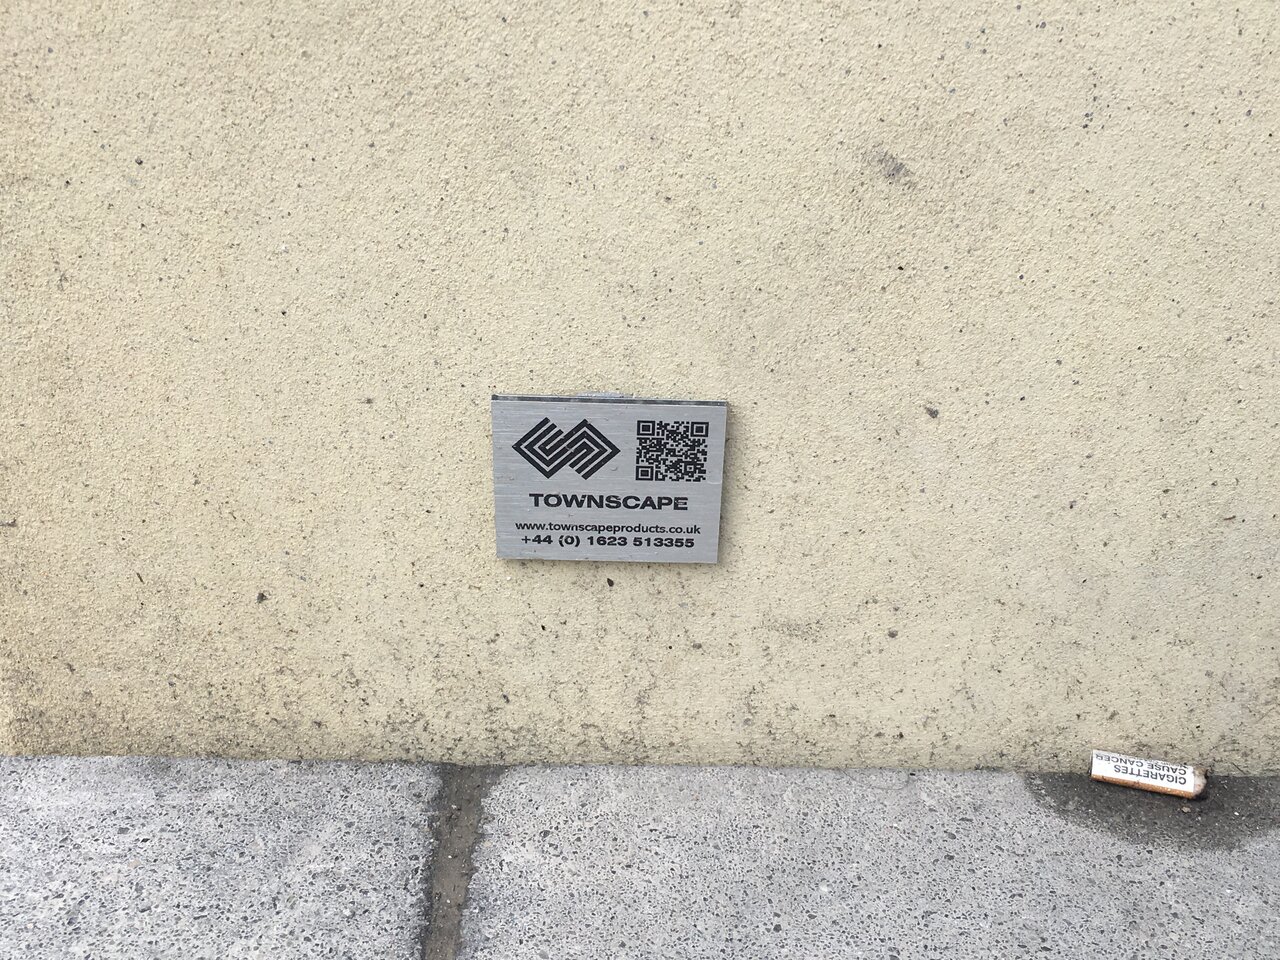 TOWNSCAPE
www.townscapeproducts.co.uk
+44 (0) 1623 513355
CIGARETTES
CAUSE CANCER